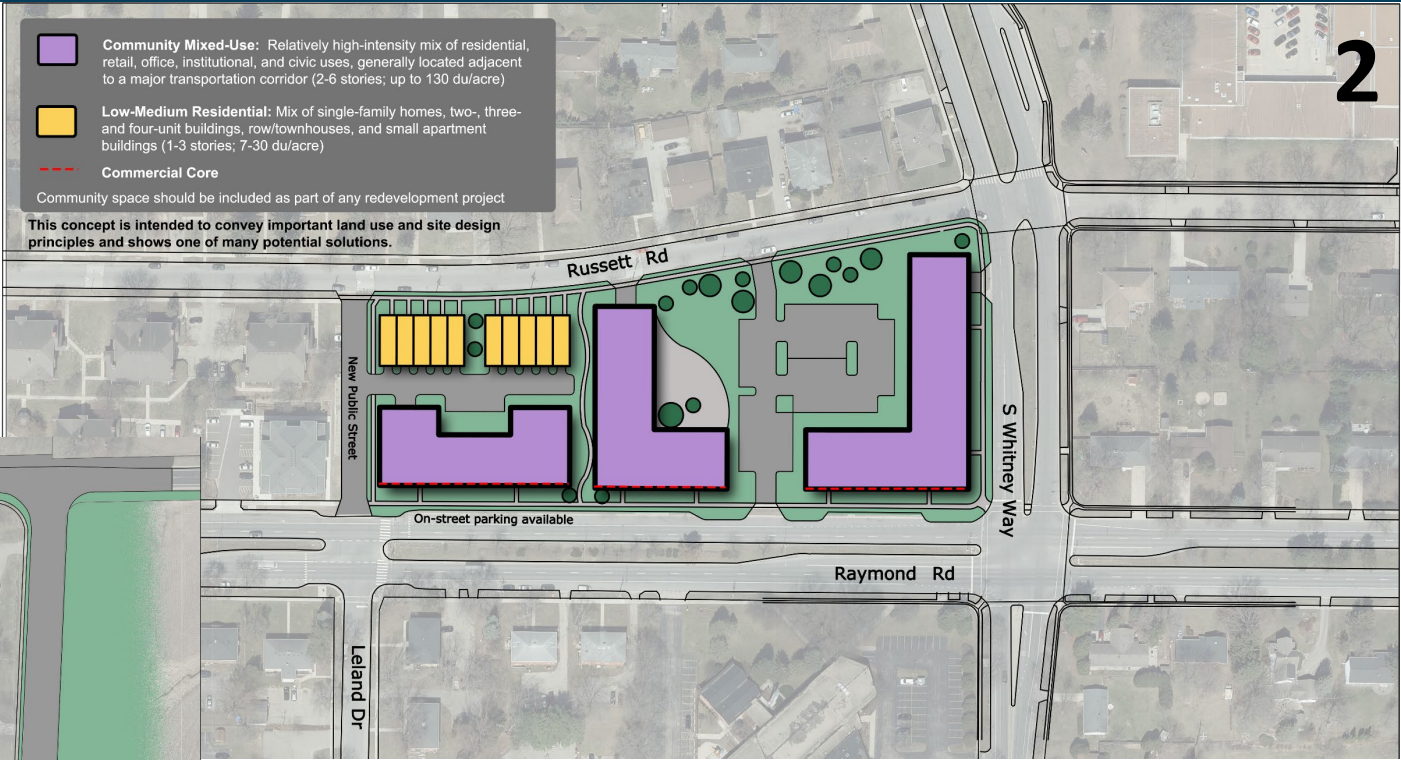 2
Community Mixed-Use: Relatively high-intensity mix of residential,
retail, office, institutional, and civic uses, generally located adjacent
to a major transportation corridor (2-6 stories; up to 130 du/acre)
Low-Medium Residential: Mix of single-family homes, two-, three-
and four-unit buildings, row/townhouses, and small apartment
buildings (1-3 stories; 7-30 du/acre)
Commercial Core
Community space should be included as part of any redevelopment project
This concept is intended to convey important land use and site design
principles and shows one of many potential solutions.
Russett Rd
New Public Street
S Whitney Way
On-street parking available
Raymond Rd
Leland Dr